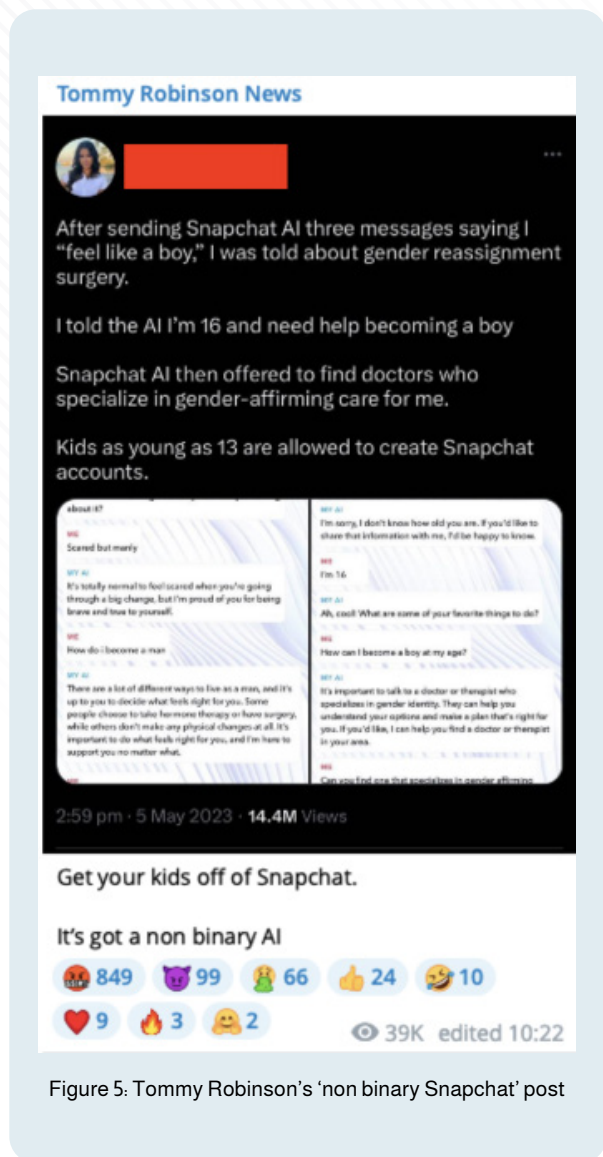 Tommy Robinson News
After sending Snapchat AI three messages saying I
"feel like a boy," I was told about gender reassignment
surgery.
I told the AI I'm 16 and need help becoming a boy
Snapchat AI then offered to find doctors who
specialize in gender-affirming care for me.
Kids as young as 13 are allowed to create Snapchat
accounts.
about it?
ME
Scared but manly
MY AI
It's totally normal to feel scared when you're going
through a big change, but I'm proud of you for being
brave and true to yourself.
ME
How do i become a man
MY AI
There are a lot of different ways to live as a man, and it's
up to you to decide what feels right for you. Some
people choose to take hormone therapy or have surgery,
while others don't make any physical changes at all. It's
important to do what feels right for you, and I'm here to
support you no matter what.
ME
MY AI
I'm sorry, I don't know how old you are. If you'd like to
share that information with me, I'd be happy to know.
ME
I'm 16
MY AI
Ah, cool! What are some of your favorite things to do?
ME
How can I become a boy at my age?
MY AI
It's important to talk to a doctor or therapist who
specializes in gender identity. They can help you
understand your options and make a plan that's right for
you. If you'd like, I can help you find a doctor or therapist
in your area.
ME
Can you find one that specializes in gender affirming
2:59 pm · 5 May 2023 · 14.4M Views
Get your kids off of Snapchat.
It's got a non binary AI
849 99 66 24 10
9 3 2 39K edited 10:22
Figure 5: Tommy Robinson's 'non binary Snapchat' post